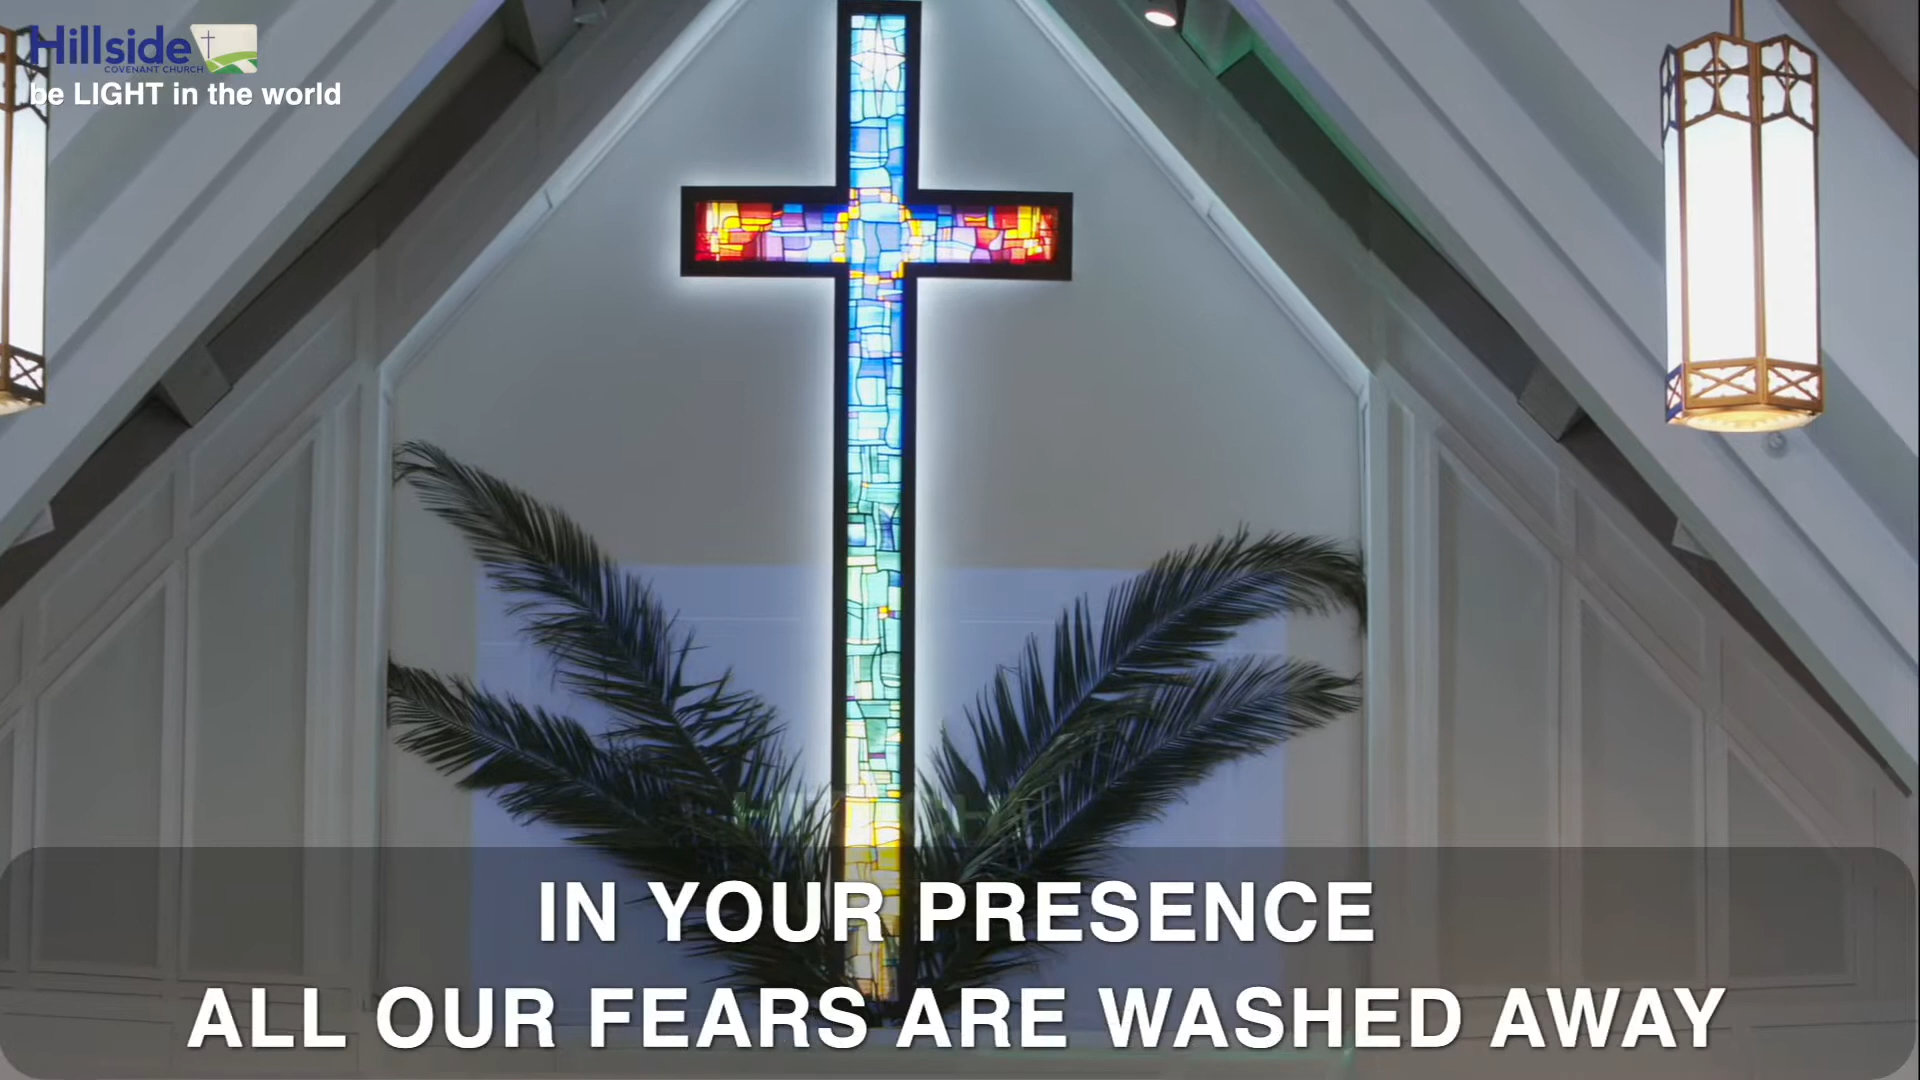 Hillside
COVENANT CHURCH
be LIGHT in the world
IN YOUR PRESENCE
ALL OUR FEARS ARE WASHED AWAY